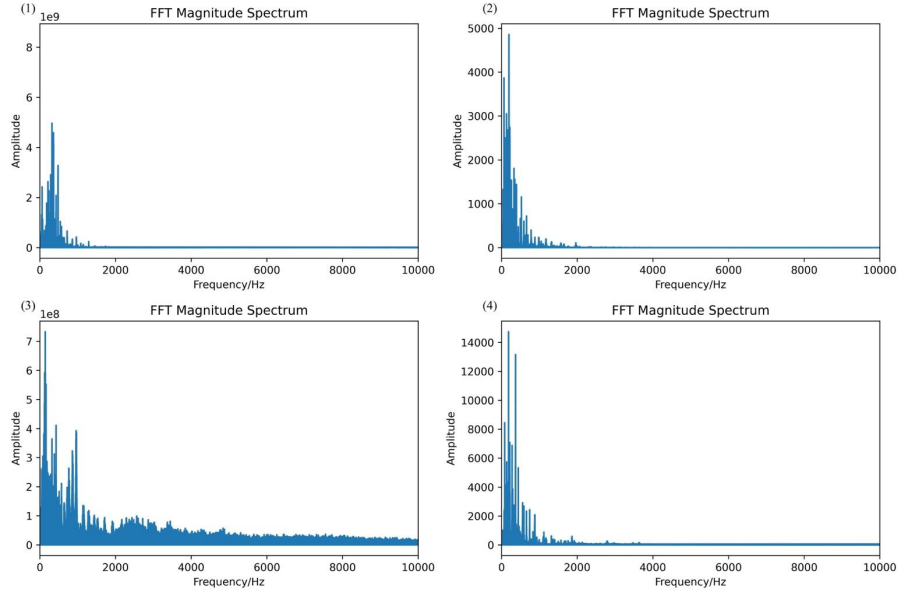 (1)
FFT Magnitude Spectrum
1e9
8
6
4
2
0
Amplitude
0 2000 4000 6000 8000 10000
Frequency/Hz
(2)
FFT Magnitude Spectrum
5000
4000
3000
2000
1000
0
Amplitude
0 2000 4000 6000 8000 10000
Frequency/Hz
(3)
FFT Magnitude Spectrum
1e8
7
6
5
4
3
2
1
0
Amplitude
0 2000 4000 6000 8000 10000
Frequency/Hz
(4)
FFT Magnitude Spectrum
14000
12000
10000
8000
6000
4000
2000
0
Amplitude
0 2000 4000 6000 8000 10000
Frequency/Hz